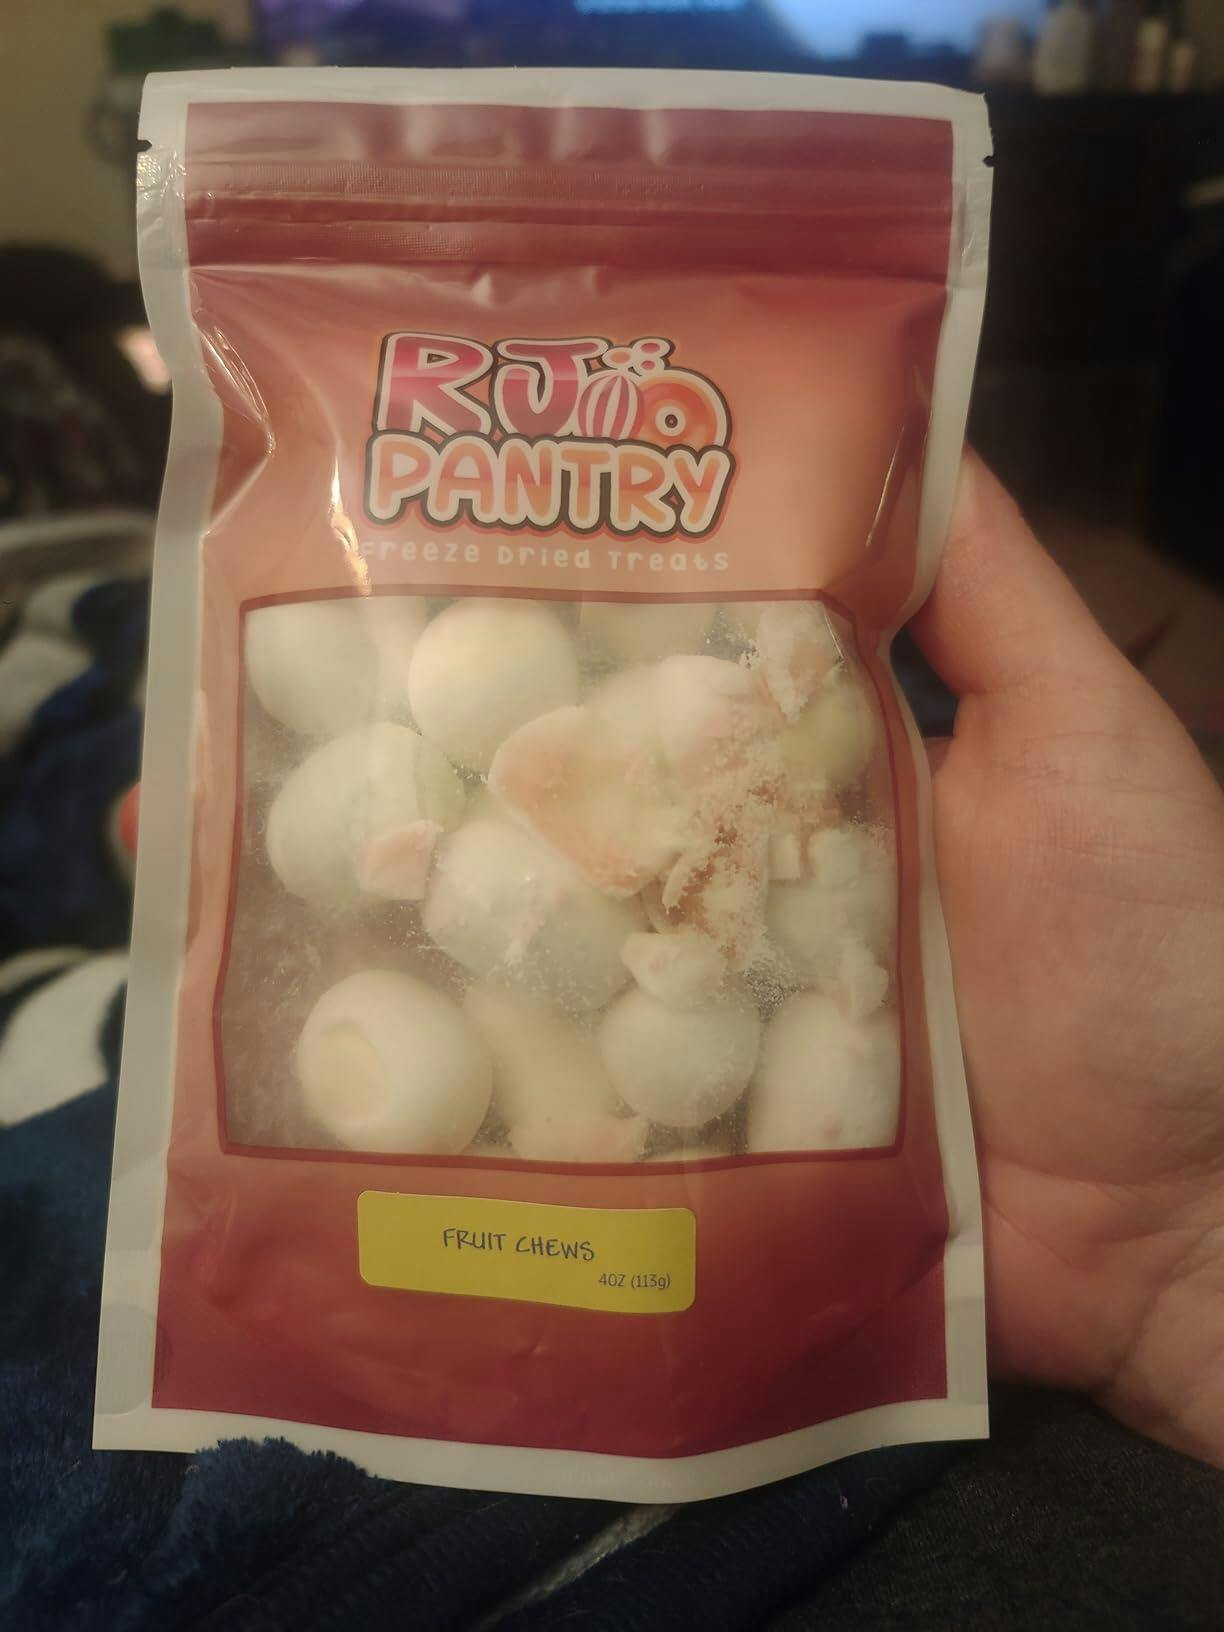 RJ
PANTRY
Freeze Dried Treats
FRUIT CHEWS
4OZ (113g)